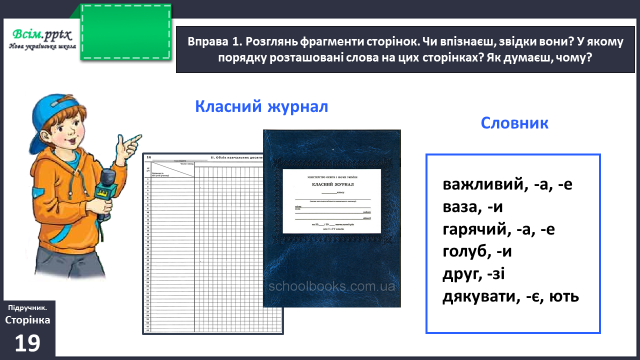 Всім.pptx
Нова українська школа
Вправа 1. Розглянь фрагменти сторінок. Чи впізнаєш, звідки вони? У якому
порядку розташовані слова на цих сторінках? Як думаєш, чому?
Класний журнал
Словник
КЛАСНИЙ ЖУРНАЛ
schoolbooks.com.ua
важливий, -а, -е
ваза, -и
гарячий, -а, -е
голуб, -и
друг, -зі
дякувати, -є, ють
Підручник.
Сторінка
19